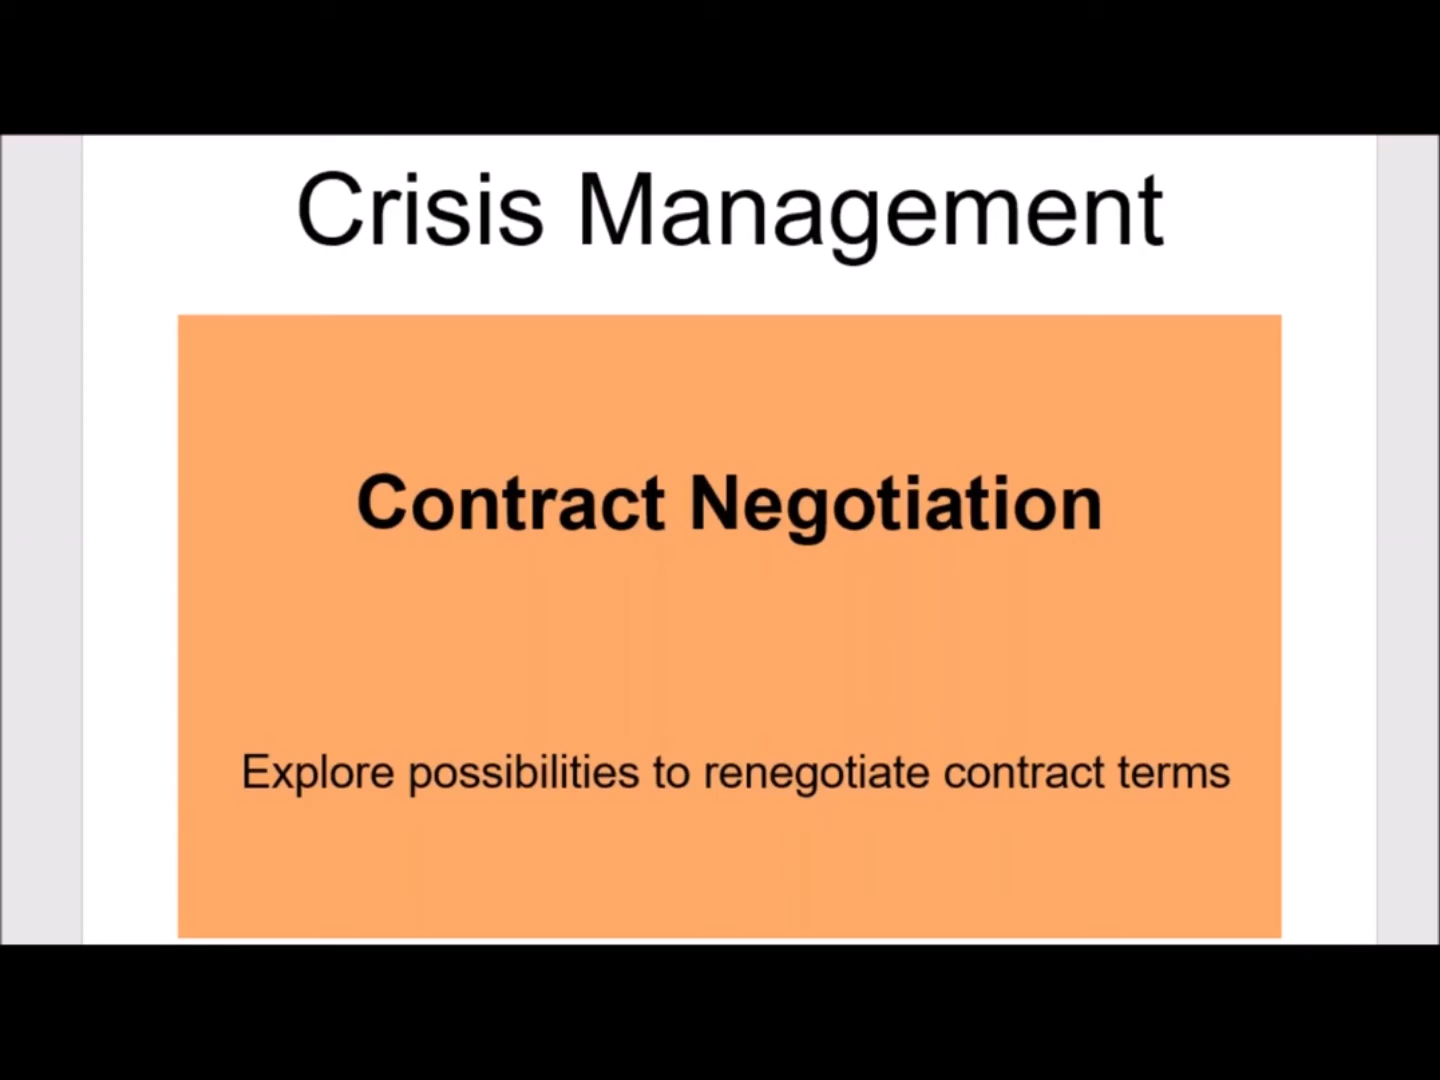 Crisis Management
Contract Negotiation
Explore possibilities to renegotiate contract terms